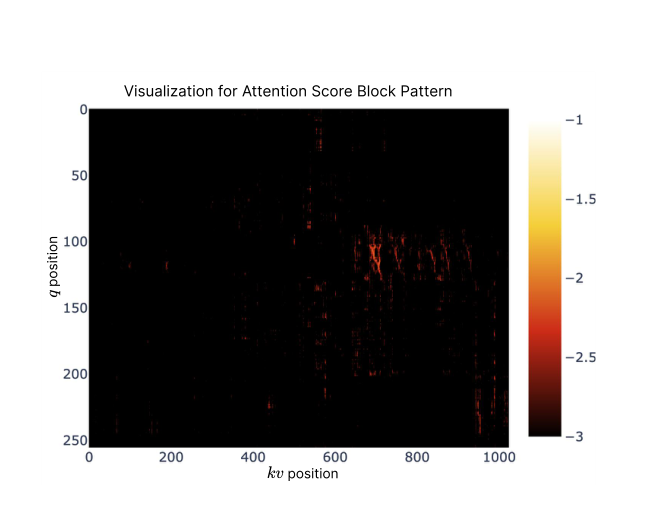 Visualization for Attention Score Block Pattern
0
50
100
150
200
250
q position
0 200 400 600 800 1000
kv position
−1
−1.5
−2
−2.5
−3